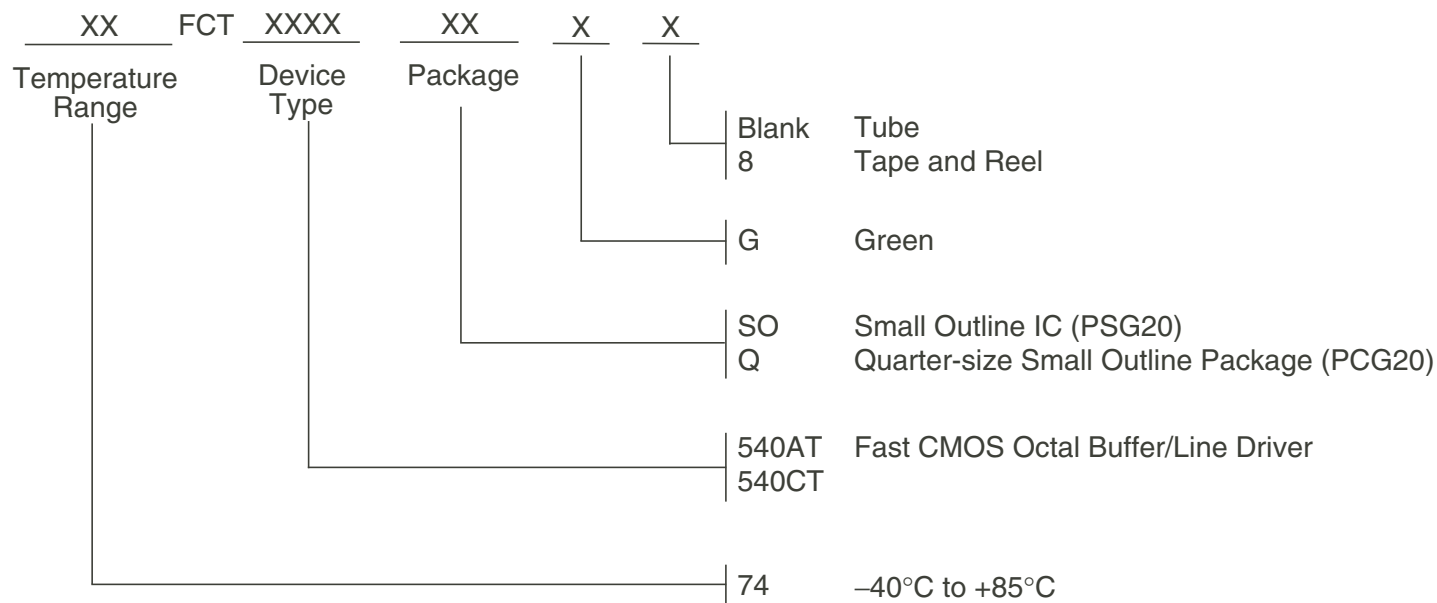 XX FCT XXXX XX X X
Temperature Range
Device Type
Package
Blank Tube
8 Tape and Reel
G Green
SO Small Outline IC (PSG20)
Q Quarter-size Small Outline Package (PCG20)
540AT Fast CMOS Octal Buffer/Line Driver
540CT
74 –40°C to +85°C